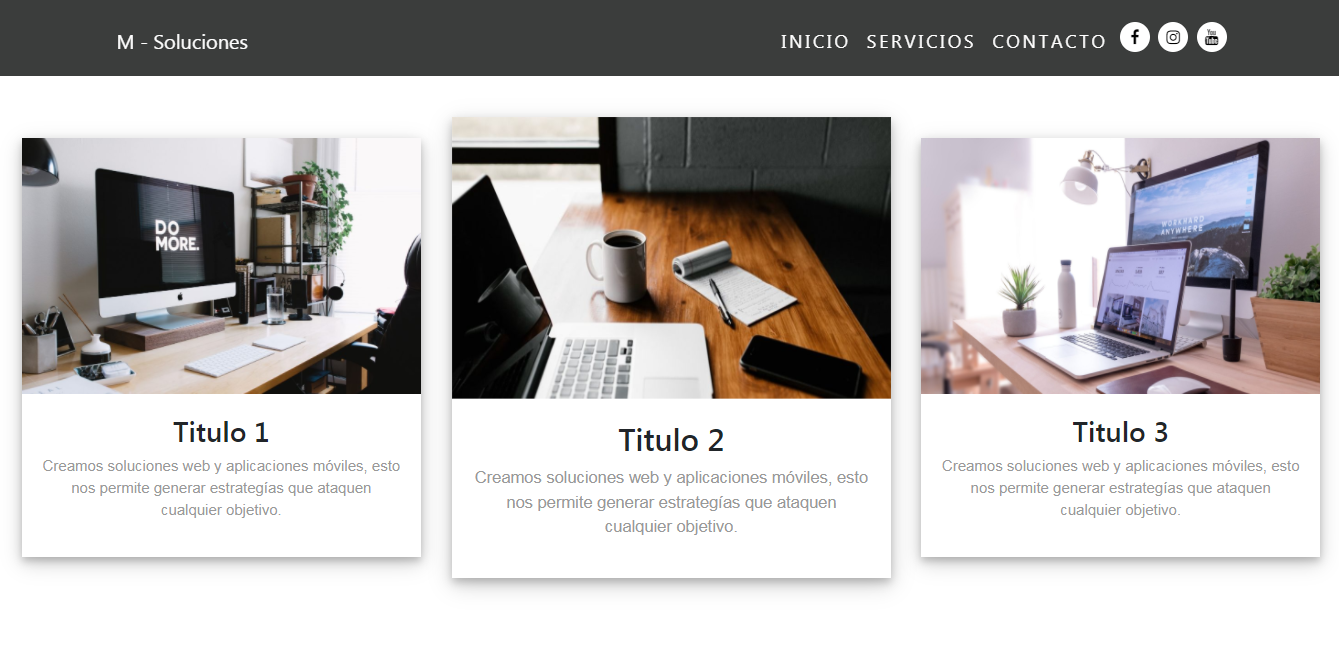 M - Soluciones
INICIO SERVICIOS CONTACTO
You
Tube
DO
MORE.
WORKHARD
ANYWHERE
Titulo 1
Creamos soluciones web y aplicaciones móviles, esto
nos permite generar estrategías que ataquen
cualquier objetivo.
Titulo 2
Creamos soluciones web y aplicaciones móviles, esto
nos permite generar estrategías que ataquen
cualquier objetivo.
Titulo 3
Creamos soluciones web y aplicaciones móviles, esto
nos permite generar estrategías que ataquen
cualquier objetivo.